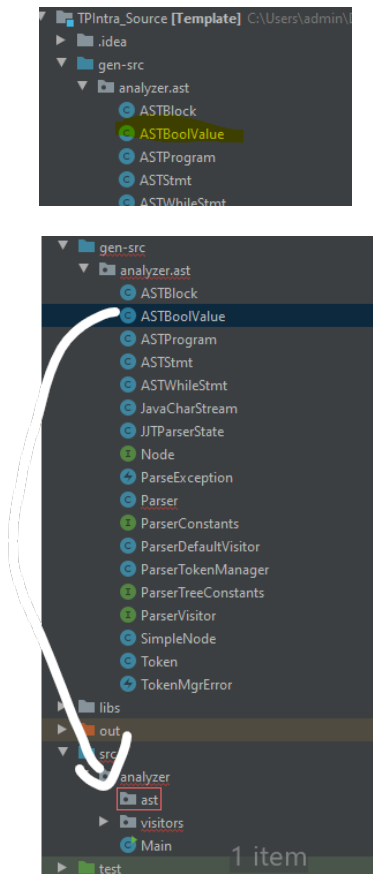 TPIntra_Source [Template] C:\Users\admin\
.idea
gen-src
analyzer.ast
ASTBlock
ASTBoolValue
ASTProgram
ASTStmt
ASTWhileStmt
gen-src
analyzer.ast
ASTBlock
ASTBoolValue
ASTProgram
ASTStmt
ASTWhileStmt
JavaCharStream
JJTParserState
Node
ParseException
Parser
ParserConstants
ParserDefaultVisitor
ParserTokenManager
ParserTreeConstants
ParserVisitor
SimpleNode
Token
TokenMgrError
libs
out
src
analyzer
ast
visitors
Main
1 item
test